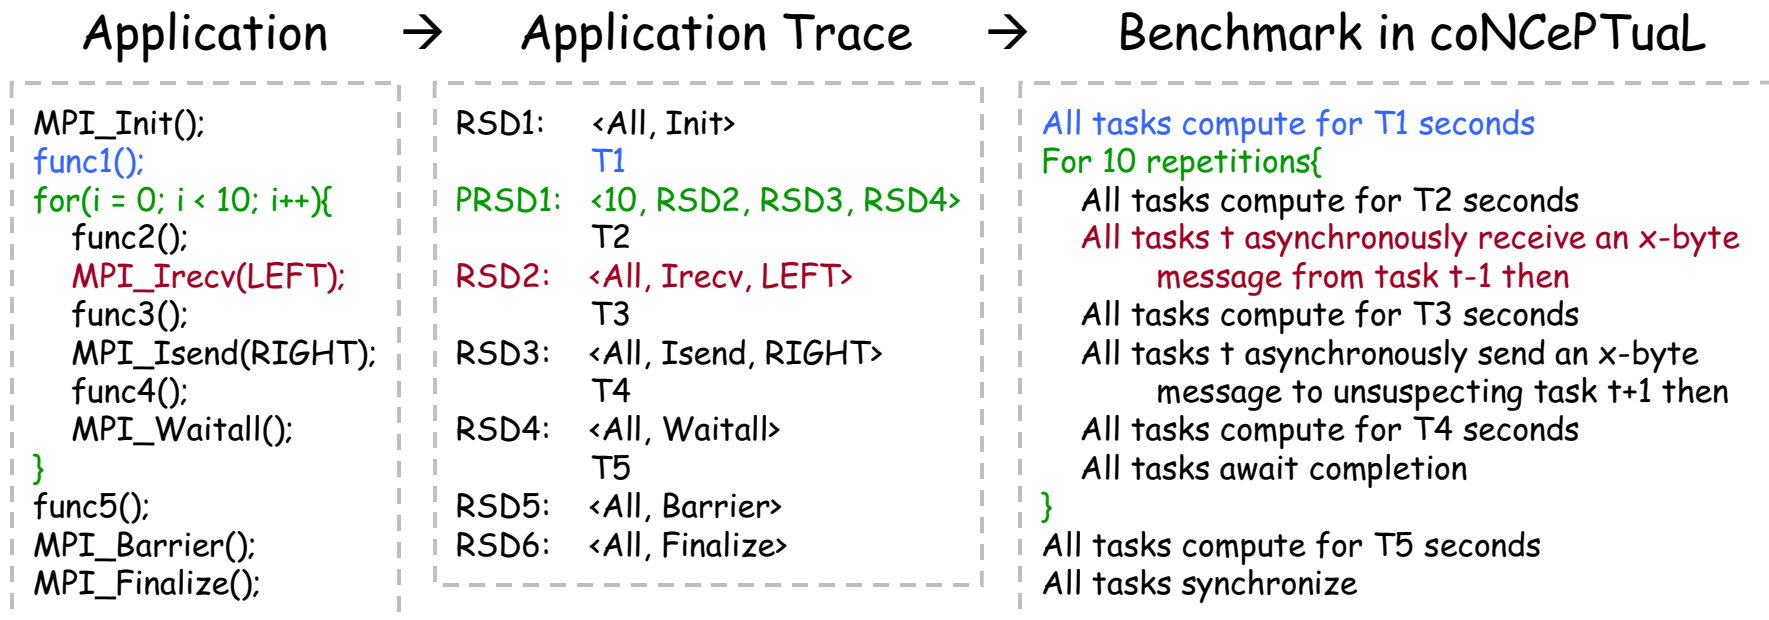 Application → Application Trace → Benchmark in coNCePTuaL
MPI_Init();
func1();
for(i = 0; i < 10; i++){
func2();
MPI_Irecv(LEFT);
func3();
MPI_Isend(RIGHT);
func4();
MPI_Waitall();
}
func5();
MPI_Barrier();
MPI_Finalize();
RSD1: <All, Init>
T1
PRSD1: <10, RSD2, RSD3, RSD4>
T2
RSD2: <All, Irecv, LEFT>
T3
RSD3: <All, Isend, RIGHT>
T4
RSD4: <All, Waitall>
T5
RSD5: <All, Barrier>
RSD6: <All, Finalize>
All tasks compute for T1 seconds
For 10 repetitions{
All tasks compute for T2 seconds
All tasks t asynchronously receive an x-byte
message from task t-1 then
All tasks compute for T3 seconds
All tasks t asynchronously send an x-byte
message to unsuspecting task t+1 then
All tasks compute for T4 seconds
All tasks await completion
}
All tasks compute for T5 seconds
All tasks synchronize